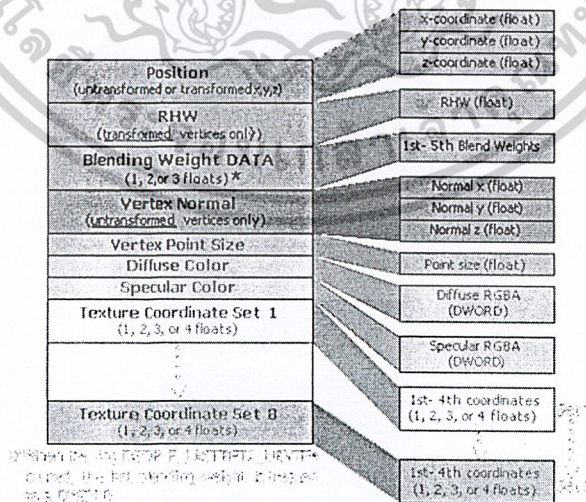 Position
(untransformed or transformed x,y,z)
RHW
(transformed vertices only)
Blending Weight DATA
(1, 2, or 3 floats) *
Vertex Normal
(untransformed vertices only)
Vertex Point Size
Diffuse Color
Specular Color
Texture Coordinate Set 1
(1, 2, 3, or 4 floats)
Texture Coordinate Set 8
(1, 2, 3, or 4 floats)
x-coordinate (float)
y-coordinate (float)
z-coordinate (float)
RHW (float)
1st- 5th Blend Weights
Normal x (float)
Normal y (float)
Normal z (float)
Point size (float)
Diffuse RGBA
(DWORD)
Specular RGBA
(DWORD)
1st- 4th coordinates
(1, 2, 3, or 4 floats)
1st- 4th coordinates
(1, 2, 3, or 4 floats)